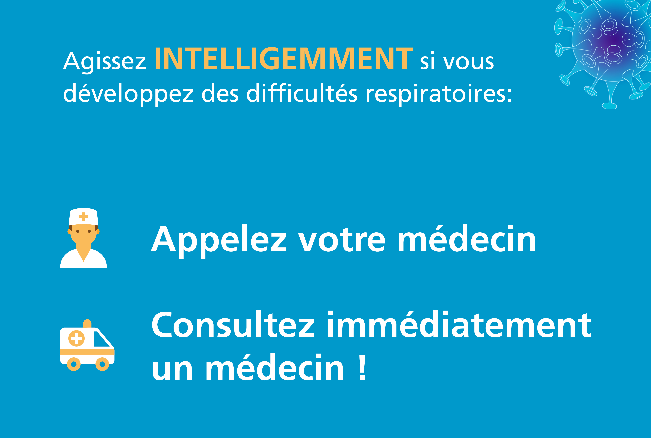 Agissez INTELLIGEMMENT si vous
développez des difficultés respiratoires:
Appelez votre médecin
Consultez immédiatement
un médecin !